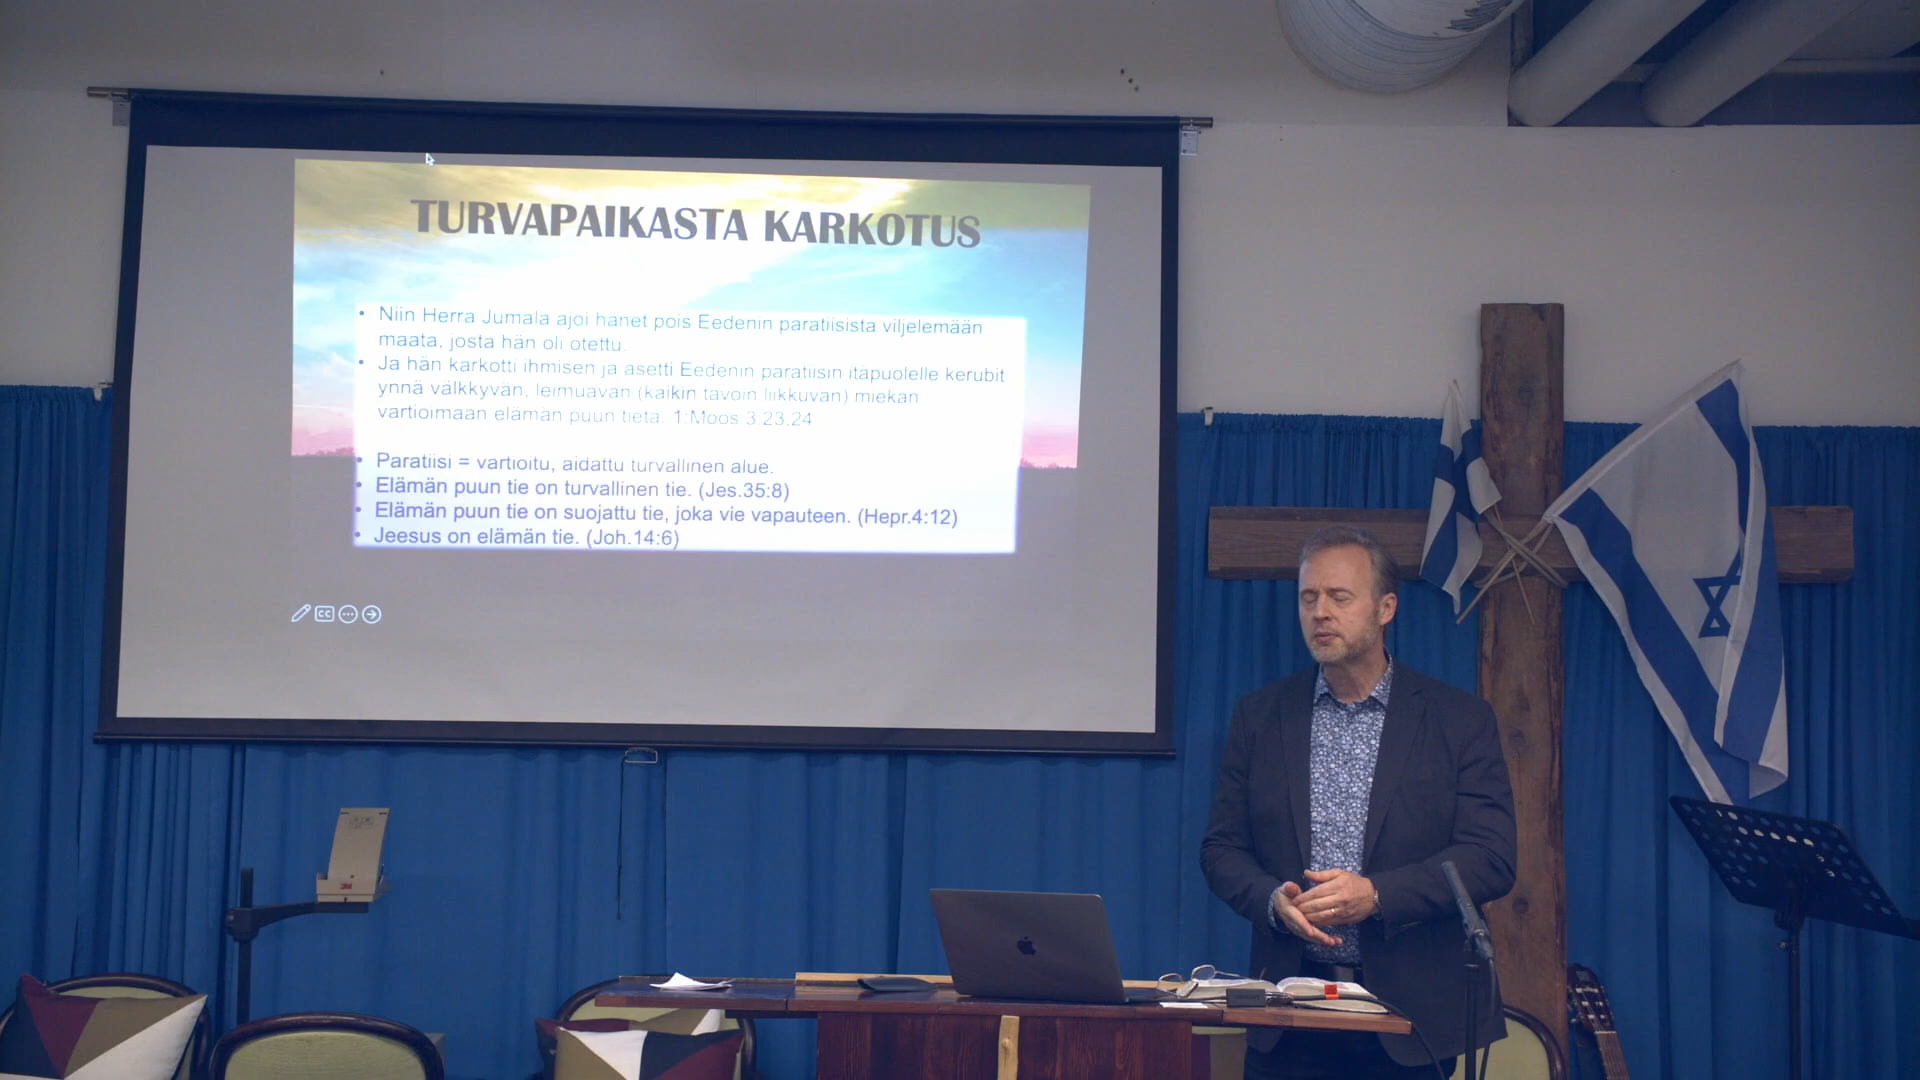 TURVAPAIKASTA KARKOTUS
• Niin Herra Jumala ajoi hänet pois Eedenin paratiisista viljelemään
maata, josta hän oli otettu.
• Ja hän karkotti ihmisen ja asetti Eedenin paratiisin itäpuolelle kerubit
ynnä välkkyvän, leimuavan (kaikin tavoin liikkuvan) miekan
vartioimaan elämän puun tietä. 1.Moos.3:23,24
• Paratiisi = vartioitu, aidattu turvallinen alue.
• Elämän puun tie on turvallinen tie. (Jes.35:8)
• Elämän puun tie on suojattu tie, joka vie vapauteen. (Hepr.4:12)
• Jeesus on elämän tie. (Joh.14:6)
CC
3M